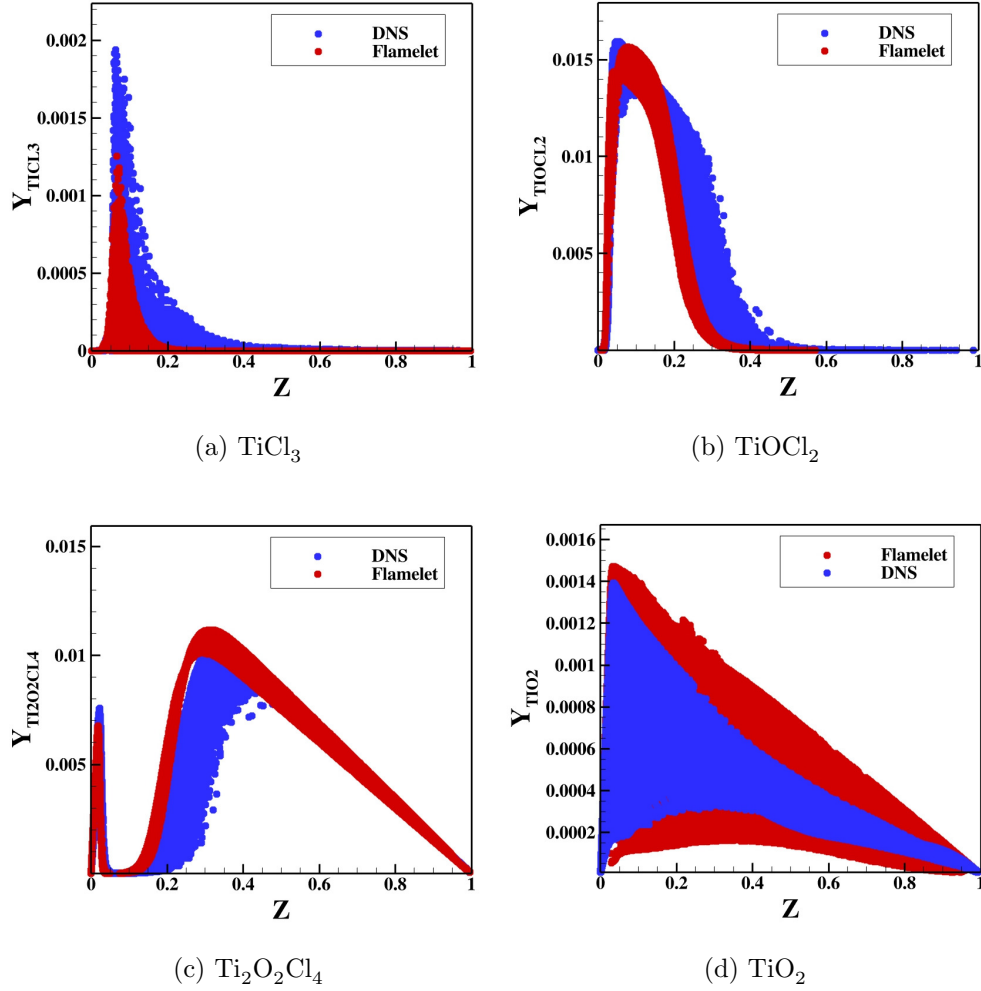 0.002
0.0015
0.001
0.0005
0
Y_TICL3
DNS
Flamelet
0 0.2 0.4 0.6 0.8 1
Z
(a) TiCl₃
0.015
0.01
0.005
Y_TIOCL2
DNS
Flamelet
0 0.2 0.4 0.6 0.8 1
Z
(b) TiOCl₂
0.015
0.01
0.005
Y_TI2O2CL4
DNS
Flamelet
0 0.2 0.4 0.6 0.8 1
Z
(c) Ti₂O₂Cl₄
0.0016
0.0014
0.0012
0.001
0.0008
0.0006
0.0004
0.0002
Y_TIO2
Flamelet
DNS
0 0.2 0.4 0.6 0.8 1
Z
(d) TiO₂